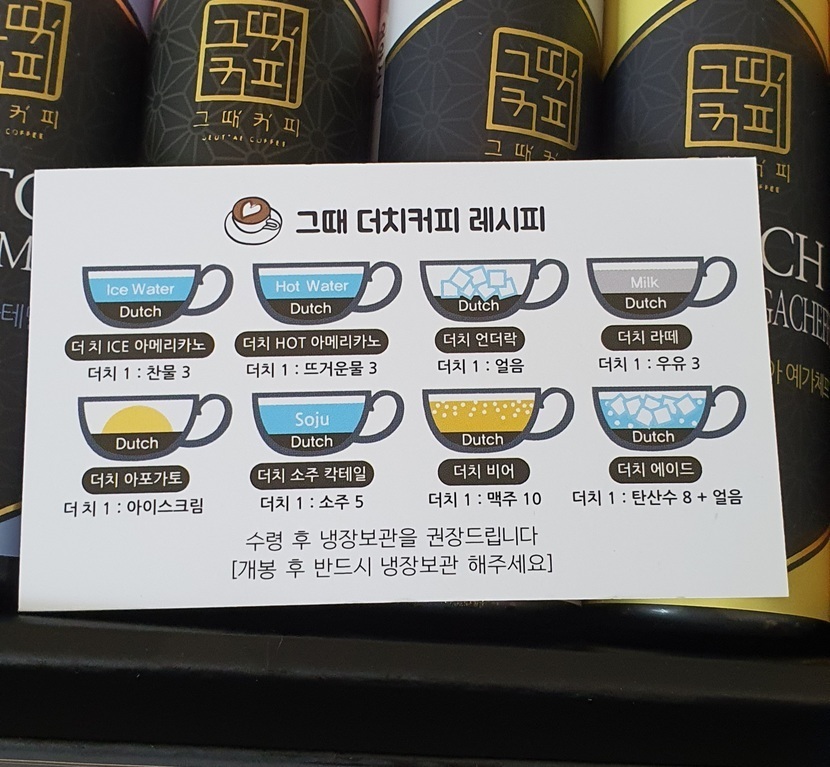 그때
커피
그때
커피
그때
커피
그때 커피
그때 커피
그때 더치커피 레시피
Ice Water
Dutch
더치 ICE 아메리카노
더치 1 : 찬물 3
Hot Water
Dutch
더치 HOT 아메리카노
더치 1 : 뜨거운물 3
Dutch
더치 언더락
더치 1 : 얼음
Milk
Dutch
더치 라떼
더치 1 : 우유 3
Dutch
더치 아포가토
더치 1 : 아이스크림
Soju
Dutch
더치 소주 칵테일
더치 1 : 소주 5
Dutch
더치 비어
더치 1 : 맥주 10
Dutch
더치 에이드
더치 1 : 탄산수 8 + 얼음
수령 후 냉장보관을 권장드립니다
[개봉 후 반드시 냉장보관 해주세요]
CH